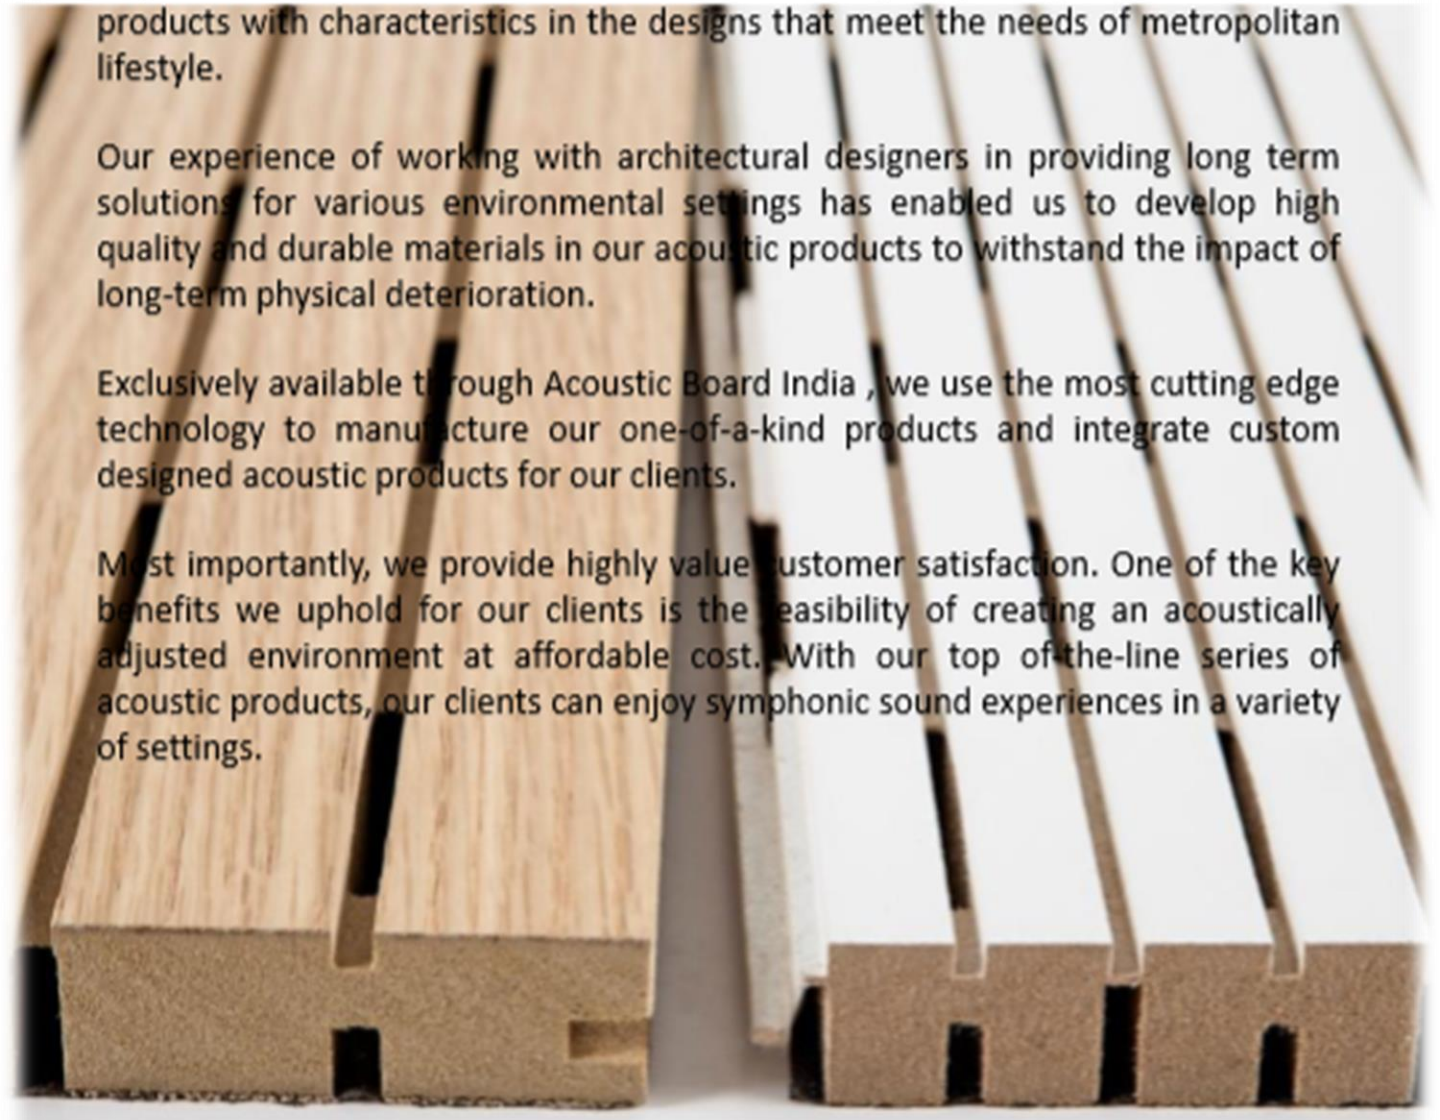 products with characteristics in the designs that meet the needs of metropolitan
lifestyle.
Our experience of working with architectural designers in providing long term
solutions for various environmental settings has enabled us to develop high
quality and durable materials in our acoustic products to withstand the impact of
long-term physical deterioration.
Exclusively available through Acoustic Board India , we use the most cutting edge
technology to manufacture our one-of-a-kind products and integrate custom
designed acoustic products for our clients.
Most importantly, we provide highly value customer satisfaction. One of the key
benefits we uphold for our clients is the feasibility of creating an acoustically
adjusted environment at affordable cost. With our top of-the-line series of
acoustic products, our clients can enjoy symphonic sound experiences in a variety
of settings.